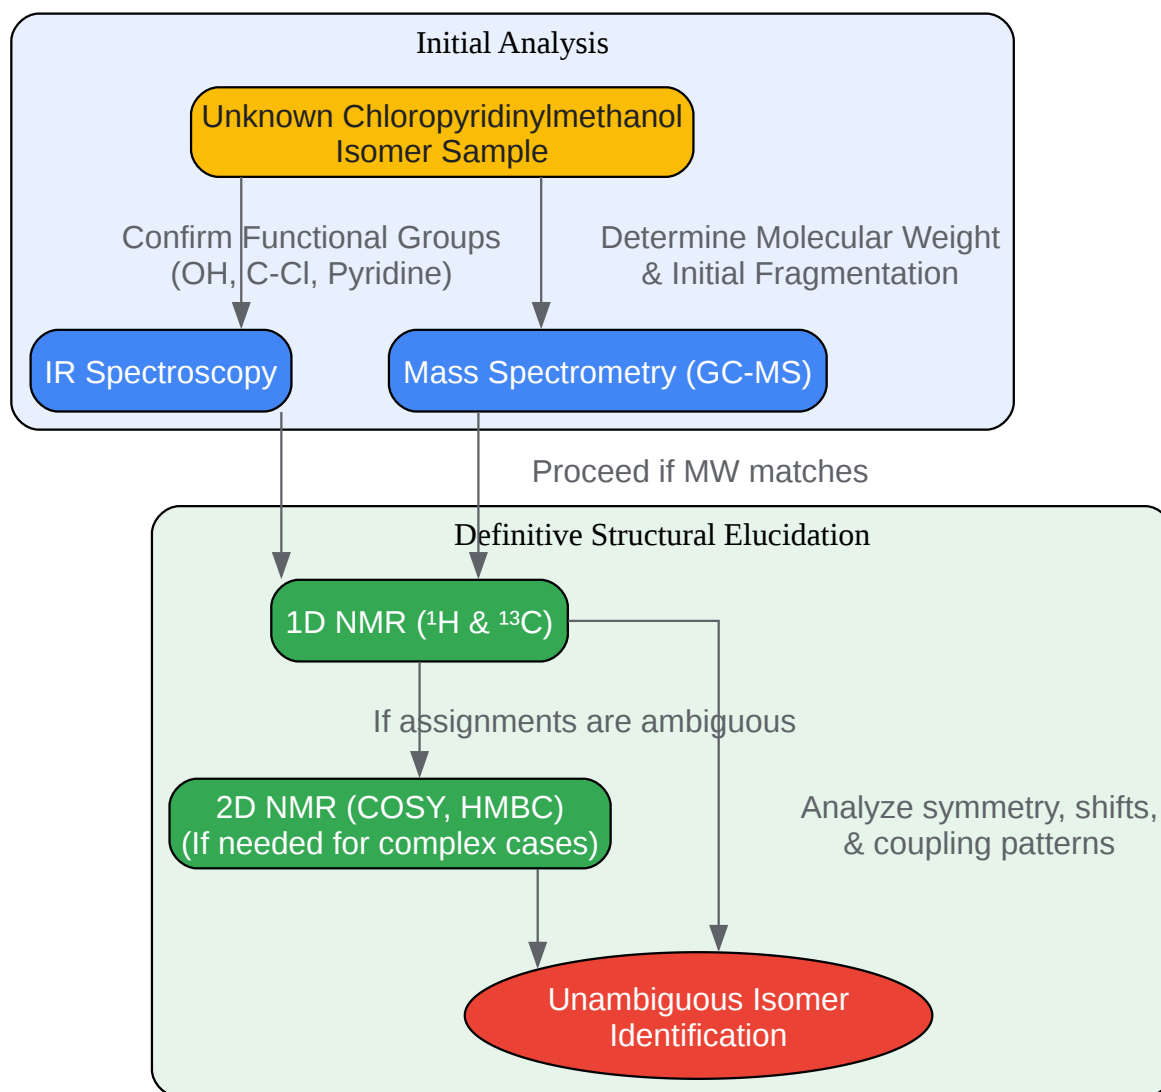 Initial Analysis
Unknown Chloropyridinylmethanol
Isomer Sample
Confirm Functional Groups
(OH, C-Cl, Pyridine)
Determine Molecular Weight
& Initial Fragmentation
IR Spectroscopy
Mass Spectrometry (GC-MS)
Proceed if MW matches
Definitive Structural Elucidation
1D NMR (¹H & ¹³C)
If assignments are ambiguous
2D NMR (COSY, HMBC)
(If needed for complex cases)
Analyze symmetry, shifts,
& coupling patterns
Unambiguous Isomer
Identification